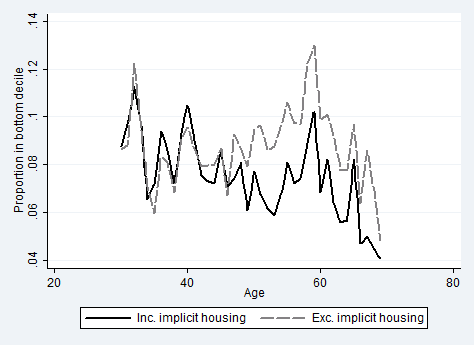 Proportion in bottom decile
.14
.12
.1
.08
.06
.04
20
40
60
80
Age
Inc. implicit housing
Exc. implicit housing